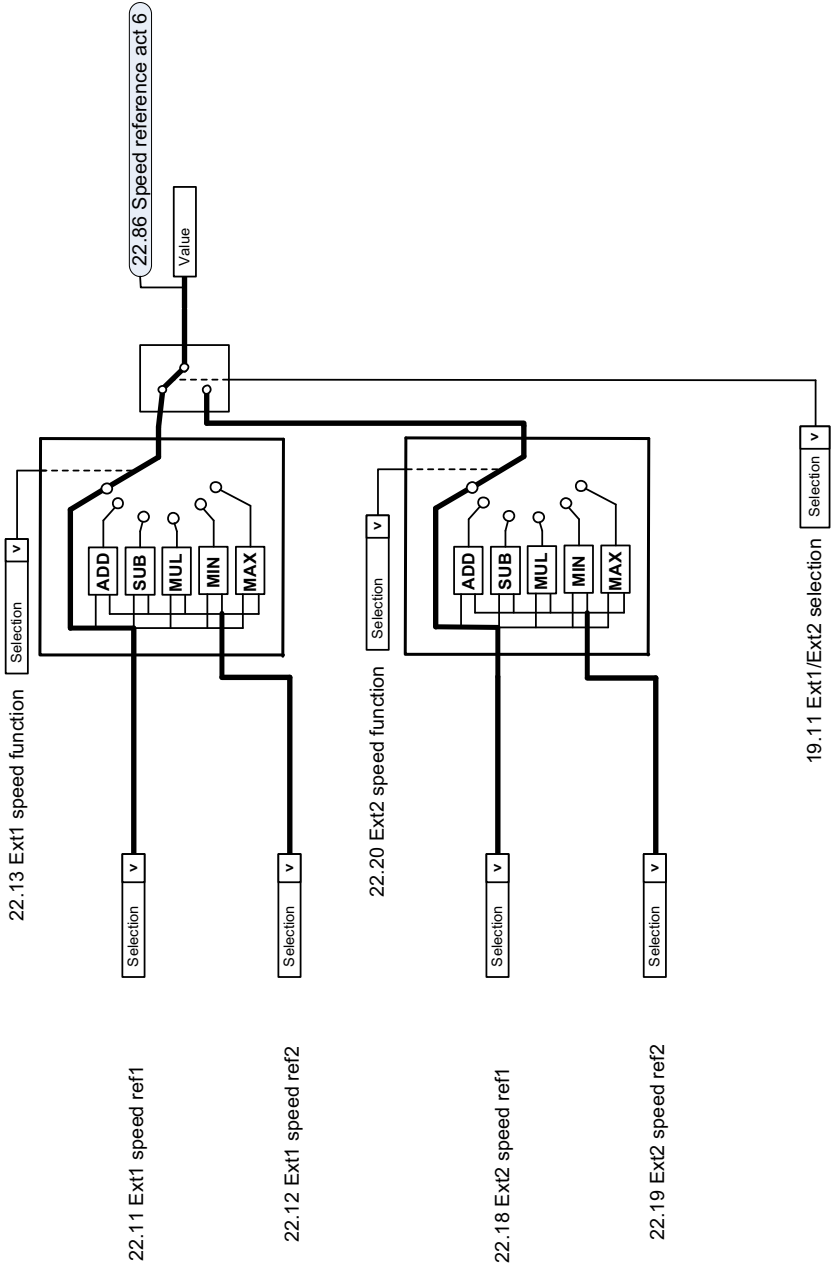 22.86 Speed reference act 6
Value
22.13 Ext1 speed function
Selection v
ADD
SUB
MUL
MIN
MAX
22.11 Ext1 speed ref1
Selection v
22.12 Ext1 speed ref2
Selection v
22.20 Ext2 speed function
Selection v
ADD
SUB
MUL
MIN
MAX
22.18 Ext2 speed ref1
Selection v
22.19 Ext2 speed ref2
Selection v
19.11 Ext1/Ext2 selection
Selection v